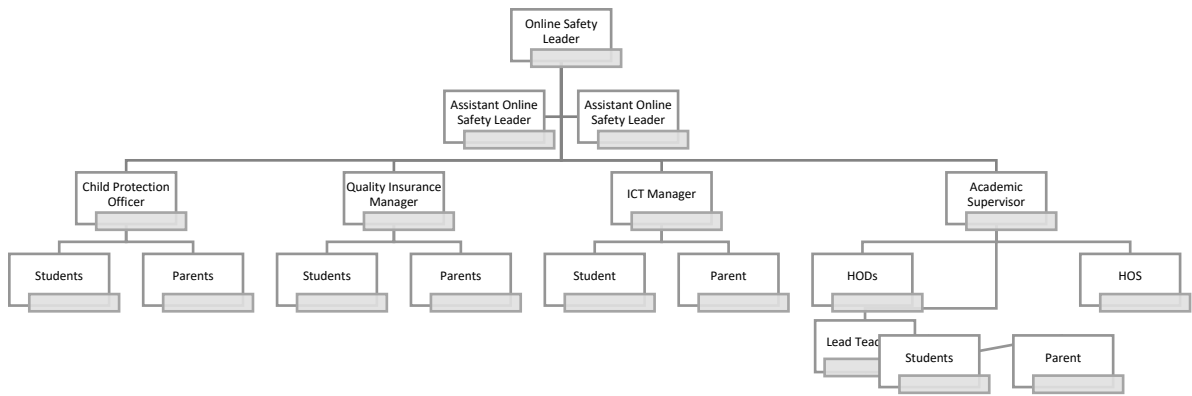 Online Safety
Leader
Assistant Online
Safety Leader
Assistant Online
Safety Leader
Child Protection
Officer
Quality Insurance
Manager
ICT Manager
Academic
Supervisor
Students
Parents
Students
Parents
Student
Parent
HODs
HOS
Lead
Students
Parent